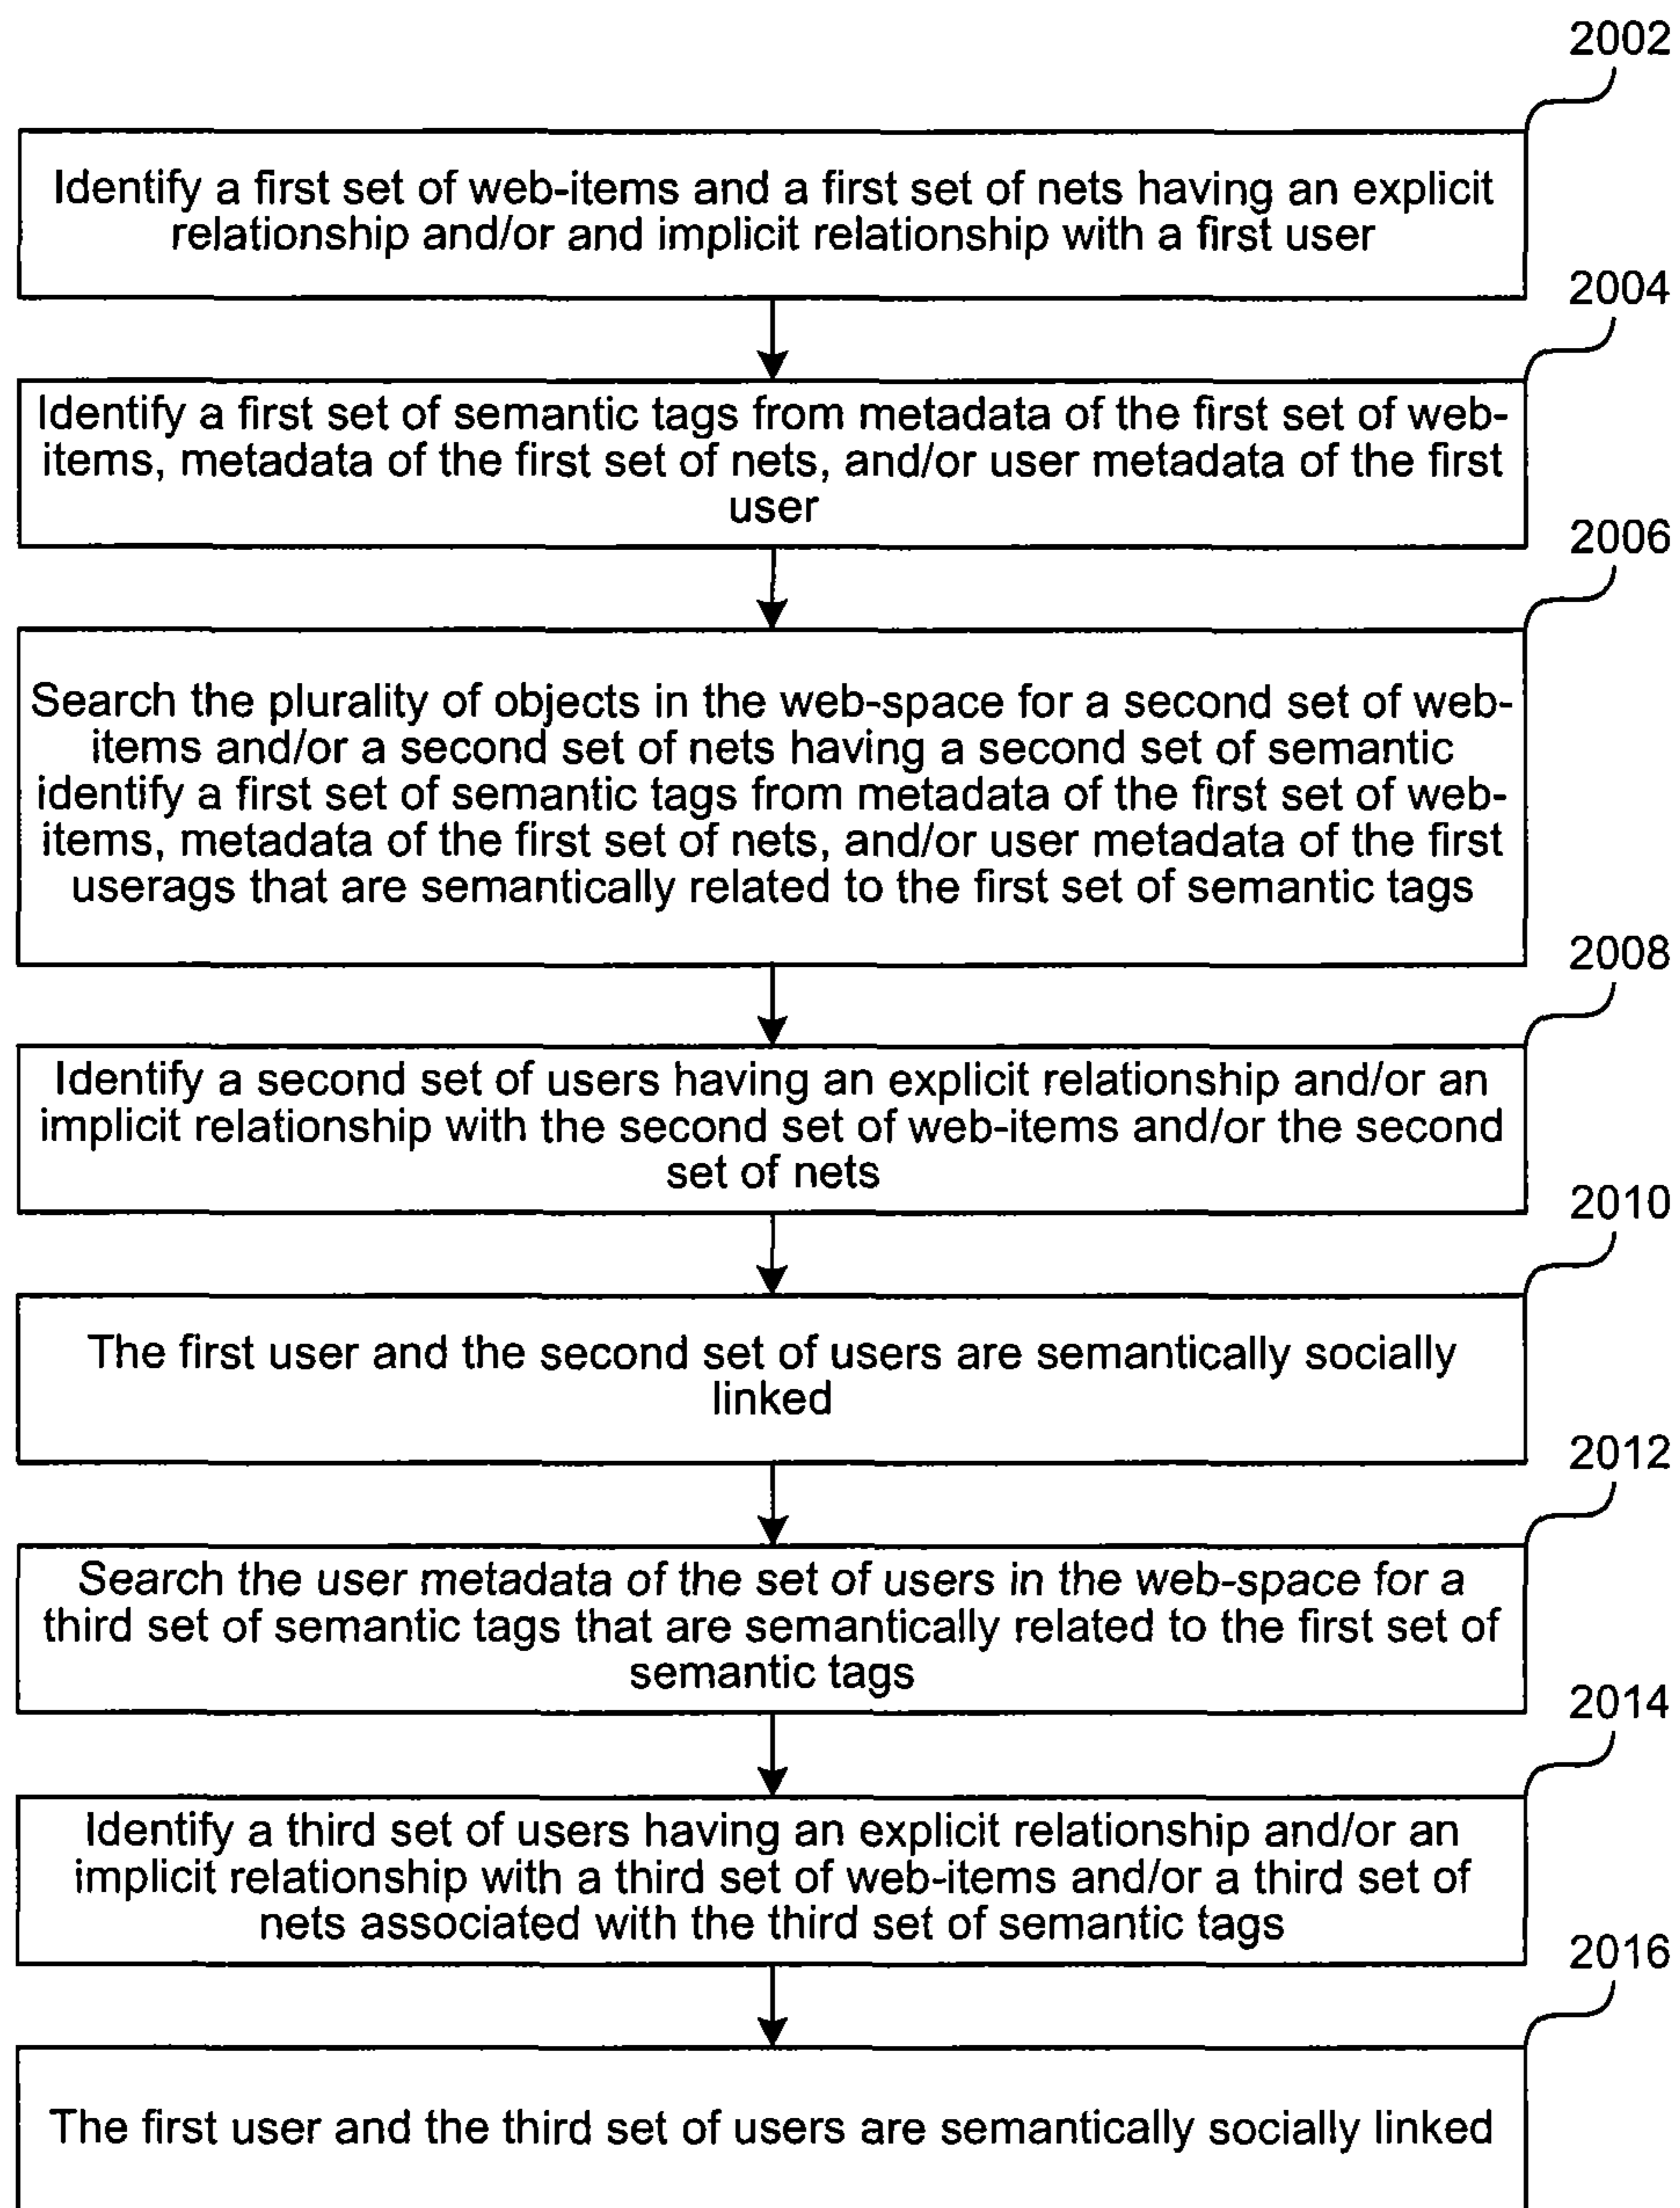 2002
Identify a first set of web-items and a first set of nets having an explicit
relationship and/or and implicit relationship with a first user
2004
Identify a first set of semantic tags from metadata of the first set of web-
items, metadata of the first set of nets, and/or user metadata of the first
user
2006
Search the plurality of objects in the web-space for a second set of web-
items and/or a second set of nets having a second set of semantic
identify a first set of semantic tags from metadata of the first set of web-
items, metadata of the first set of nets, and/or user metadata of the first
userags that are semantically related to the first set of semantic tags
2008
Identify a second set of users having an explicit relationship and/or an
implicit relationship with the second set of web-items and/or the second
set of nets
2010
The first user and the second set of users are semantically socially
linked
2012
Search the user metadata of the set of users in the web-space for a
third set of semantic tags that are semantically related to the first set of
semantic tags
2014
Identify a third set of users having an explicit relationship and/or an
implicit relationship with a third set of web-items and/or a third set of
nets associated with the third set of semantic tags
2016
The first user and the third set of users are semantically socially linked